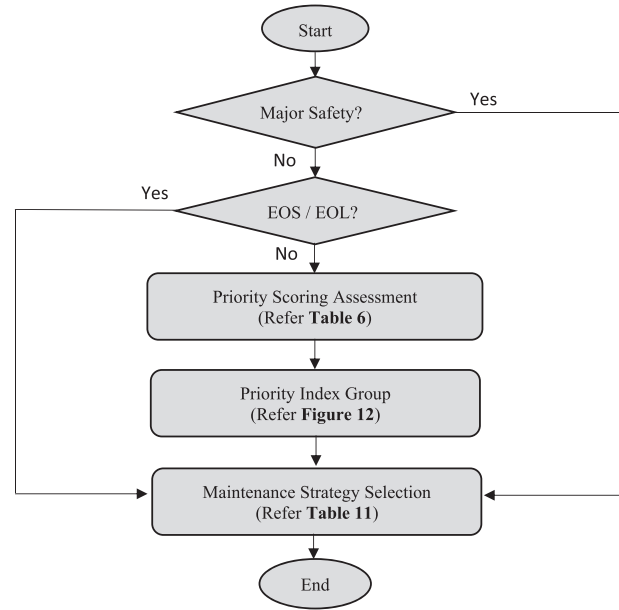 Start
Major Safety?
Yes
No
Yes
EOS / EOL?
No
Priority Scoring Assessment
(Refer Table 6)
Priority Index Group
(Refer Figure 12)
Maintenance Strategy Selection
(Refer Table 11)
End